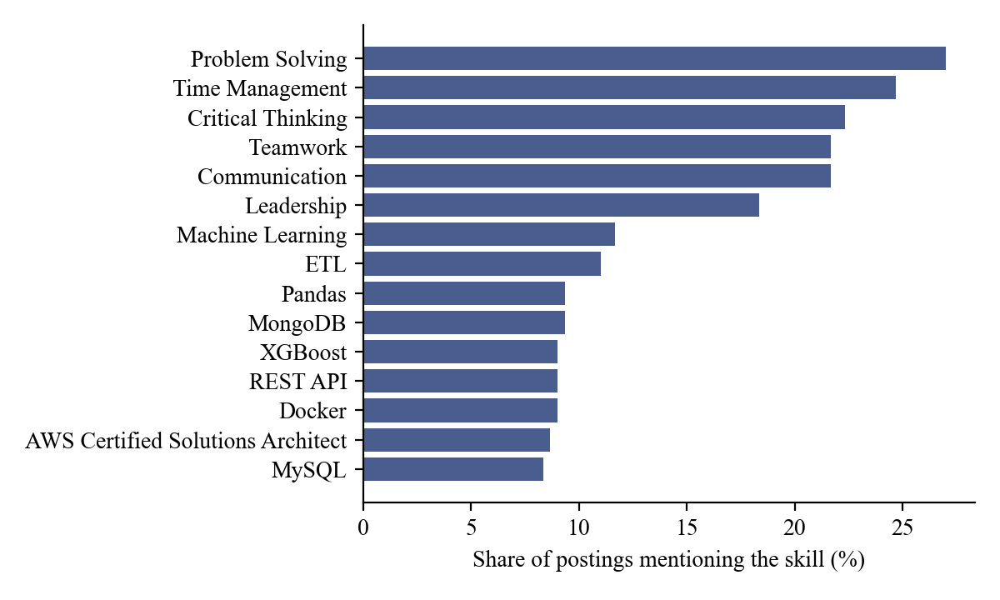 Problem Solving
Time Management
Critical Thinking
Teamwork
Communication
Leadership
Machine Learning
ETL
Pandas
MongoDB
XGBoost
REST API
Docker
AWS Certified Solutions Architect
MySQL
0 5 10 15 20 25
Share of postings mentioning the skill (%)